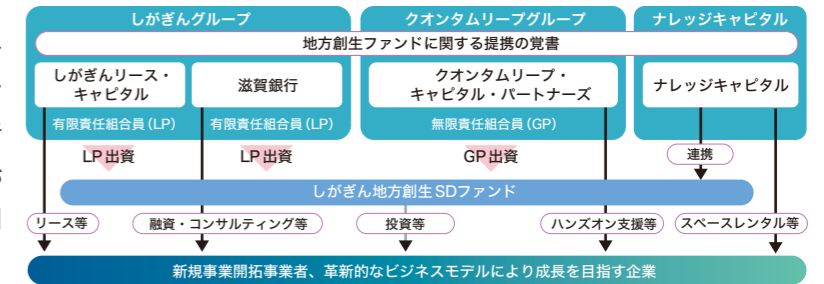 しがぎんグループ
クオンタムリープグループ
ナレッジキャピタル
地方創生ファンドに関する提携の覚書
しがぎんリース・
キャピタル
滋賀銀行
クオンタムリープ・
キャピタル・パートナーズ
ナレッジキャピタル
有限責任組合員(LP)
有限責任組合員(LP)
無限責任組合員(GP)
LP出資
LP出資
GP出資
連携
しがぎん地方創生SDファンド
リース等
融資・コンサルティング等
投資等
ハンズオン支援等
スペースレンタル等
新規事業開拓事業者、革新的なビジネスモデルにより成長を目指す企業